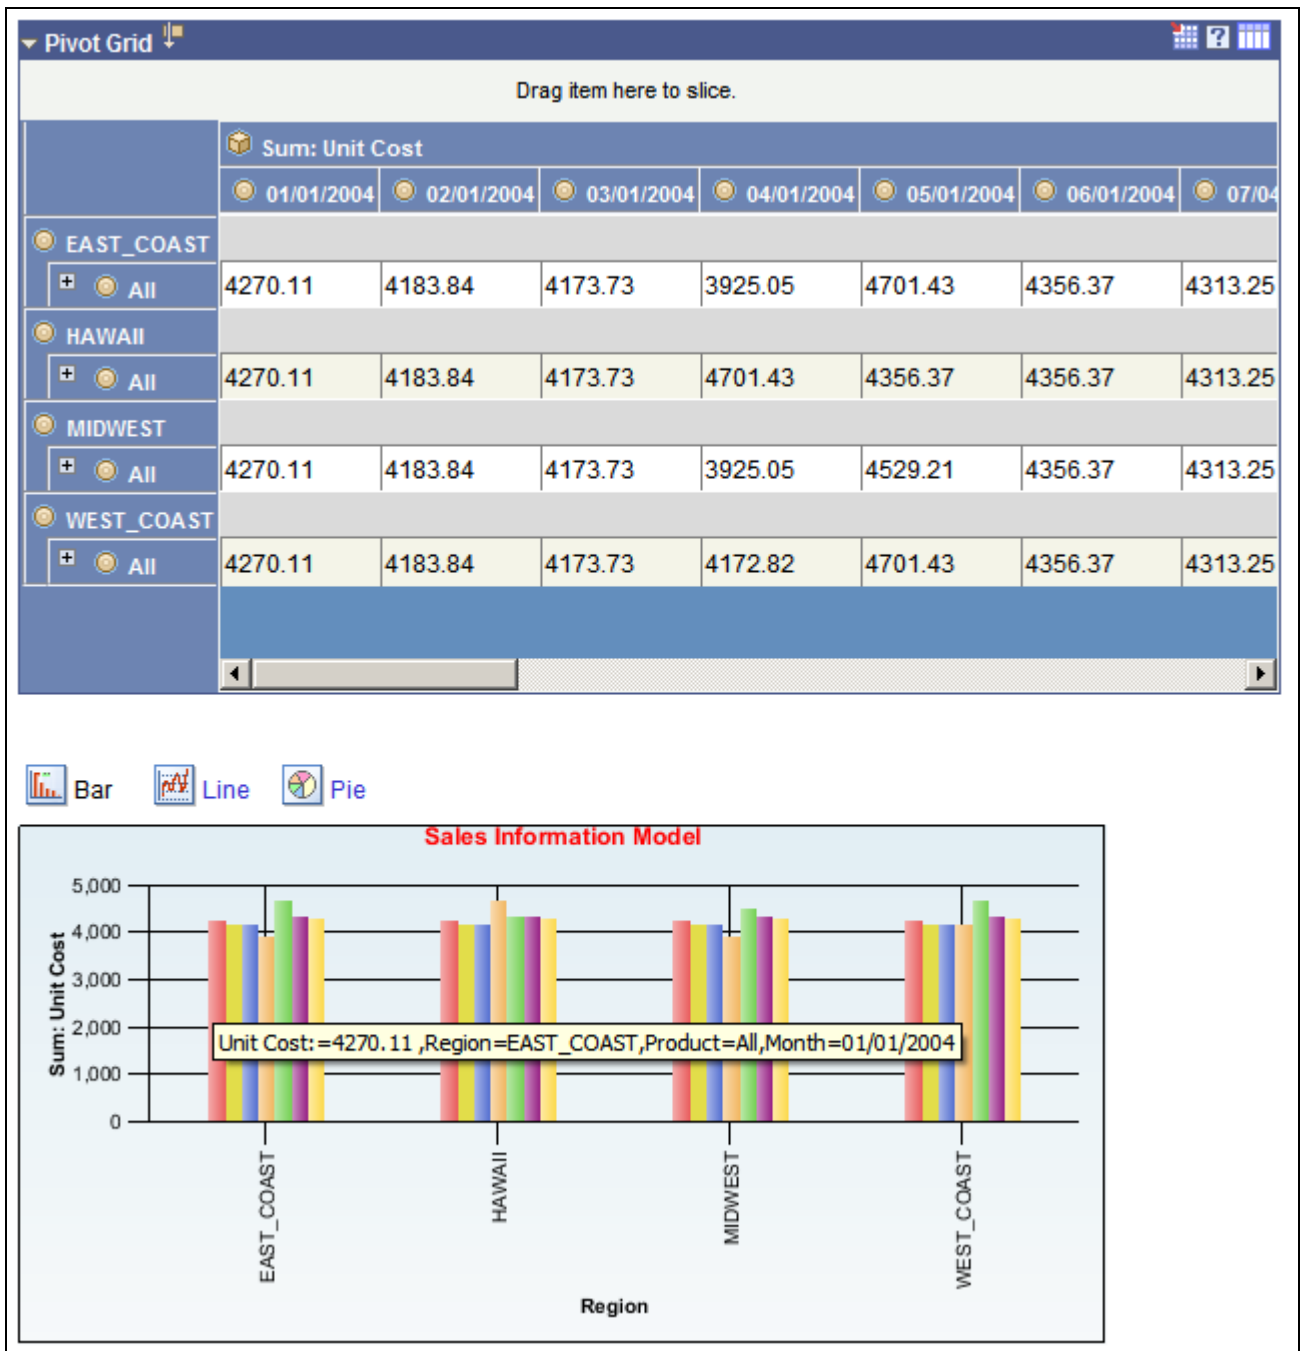 Pivot Grid
Drag item here to slice.
Sum: Unit Cost
01/01/2004 02/01/2004 03/01/2004 04/01/2004 05/01/2004 06/01/2004 07/04
EAST_COAST
All 4270.11 4183.84 4173.73 3925.05 4701.43 4356.37 4313.25
HAWAII
All 4270.11 4183.84 4173.73 4701.43 4356.37 4356.37 4313.25
MIDWEST
All 4270.11 4183.84 4173.73 3925.05 4529.21 4356.37 4313.25
WEST_COAST
All 4270.11 4183.84 4173.73 4172.82 4701.43 4356.37 4313.25
Bar Line Pie
Sales Information Model
Sum: Unit Cost
5,000
4,000
3,000
2,000
1,000
0
Unit Cost:=4270.11 ,Region=EAST_COAST,Product=All,Month=01/01/2004
EAST_COAST
HAWAII
MIDWEST
WEST_COAST
Region